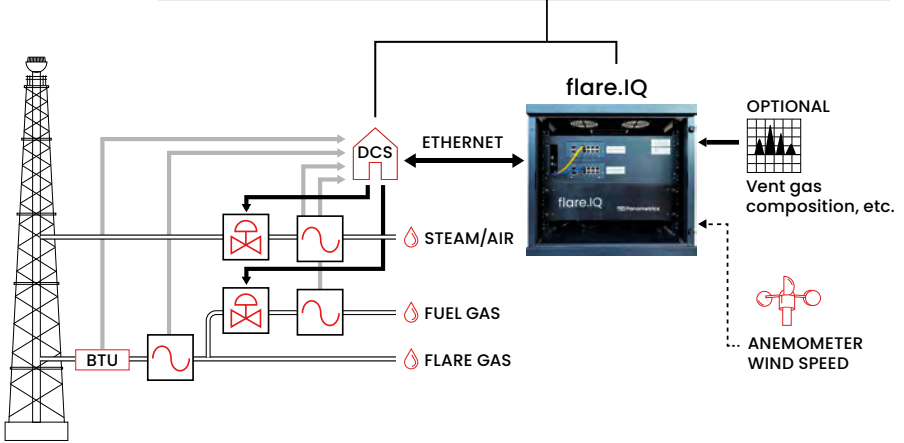 flare.IQ
OPTIONAL
ETHERNET
DCS
Vent gas
composition, etc.
flare.IQ
Panametrics
STEAM/AIR
FUEL GAS
ANEMOMETER
WIND SPEED
BTU
FLARE GAS